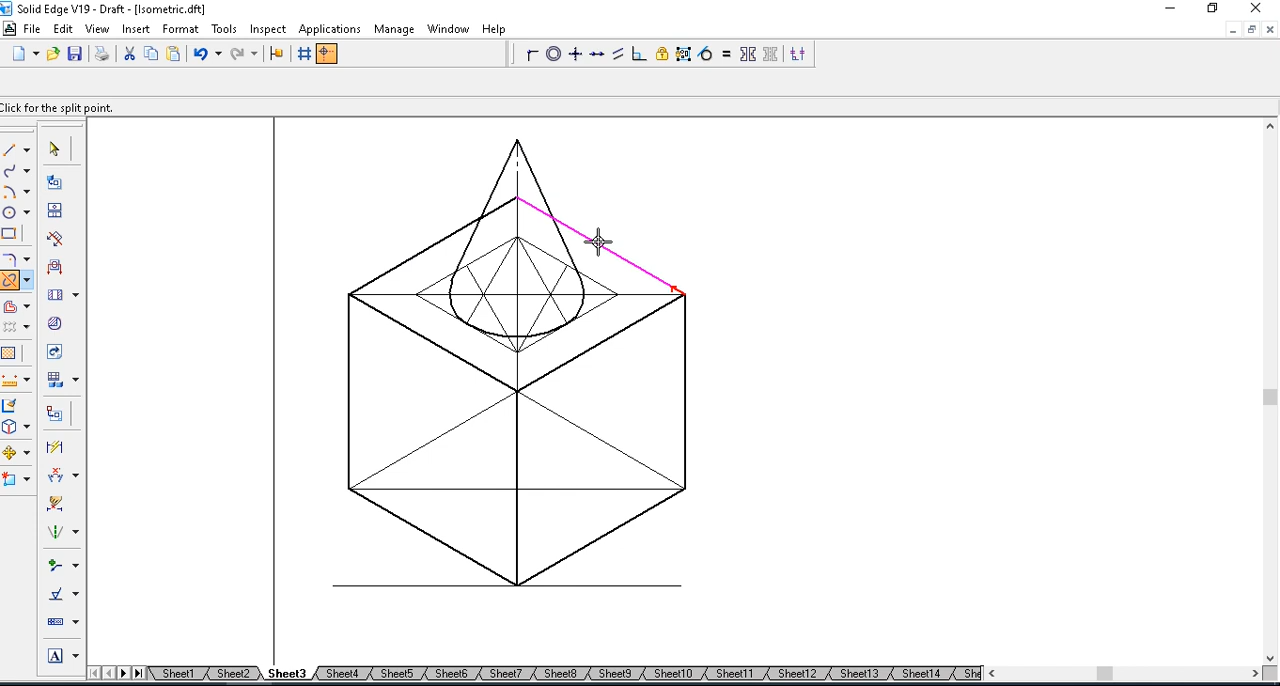 Solid Edge V19 - Draft - [Isometric.dft]
File Edit View Insert Format Tools Inspect Applications Manage Window Help
Click for the split point.
A
Sheet1 Sheet2 Sheet3 Sheet4 Sheet5 Sheet6 Sheet7 Sheet8 Sheet9 Sheet10 Sheet11 Sheet12 Sheet13 Sheet14 She